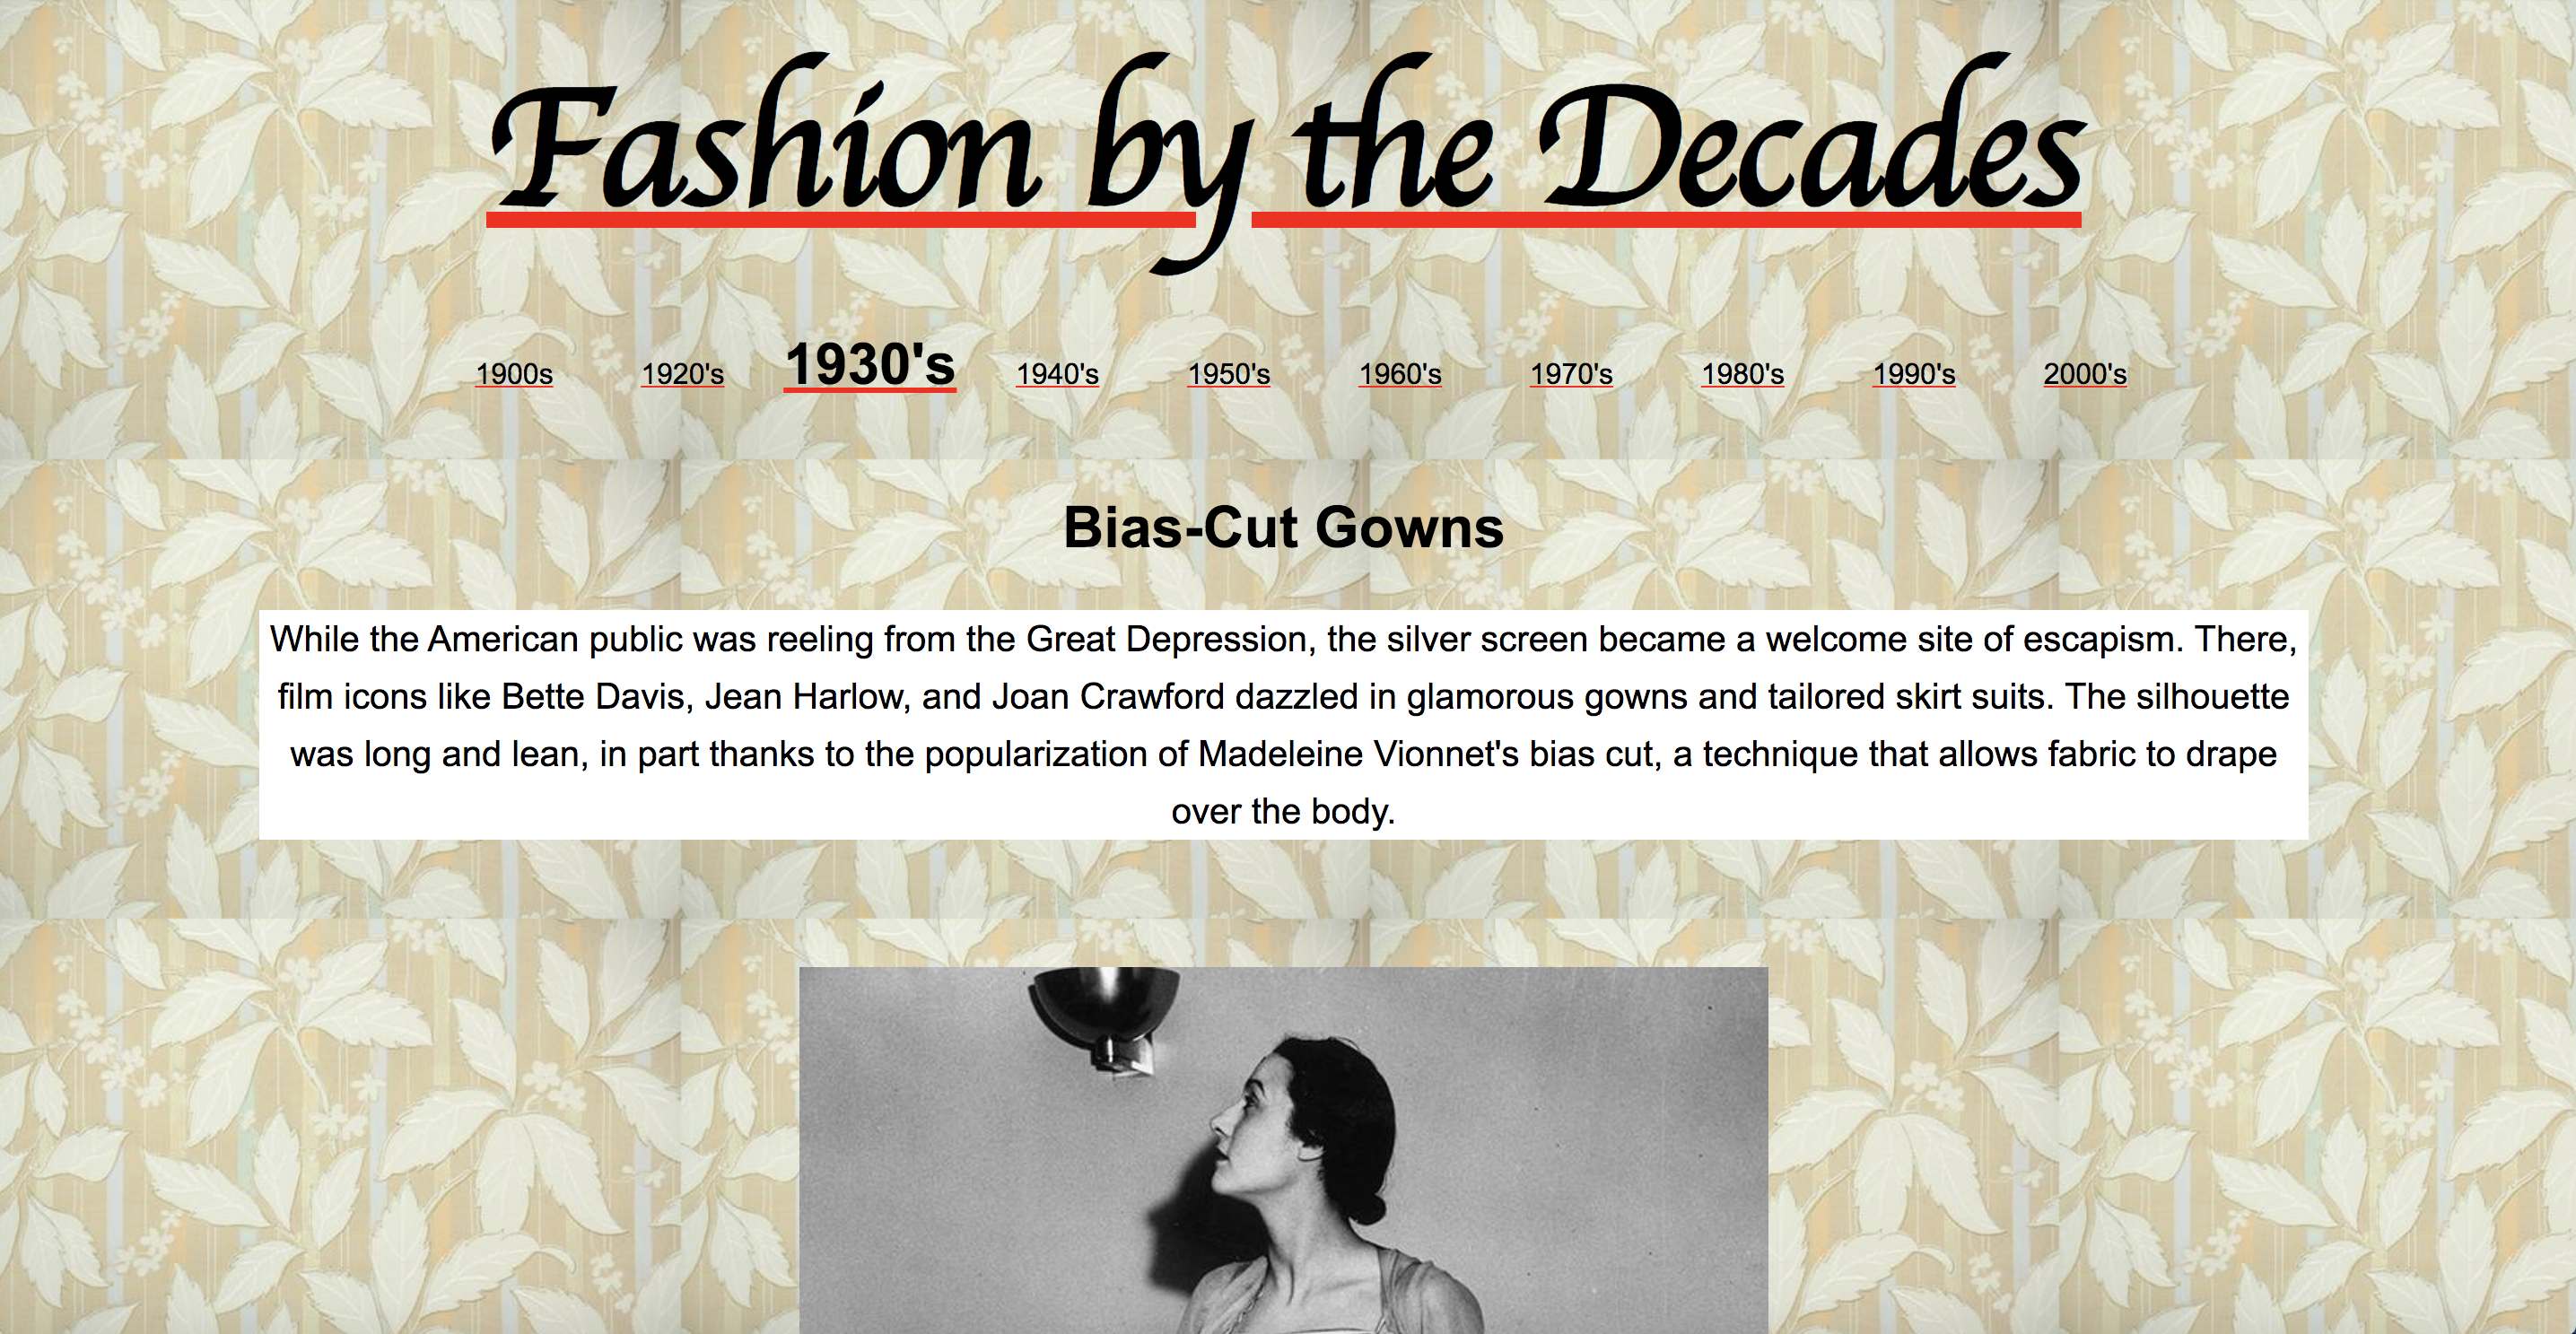 Fashion by the Decades
1900s 1920's 1930's 1940's 1950's 1960's 1970's 1980's 1990's 2000's
Bias-Cut Gowns
While the American public was reeling from the Great Depression, the silver screen became a welcome site of escapism. There,
film icons like Bette Davis, Jean Harlow, and Joan Crawford dazzled in glamorous gowns and tailored skirt suits. The silhouette
was long and lean, in part thanks to the popularization of Madeleine Vionnet's bias cut, a technique that allows fabric to drape
over the body.